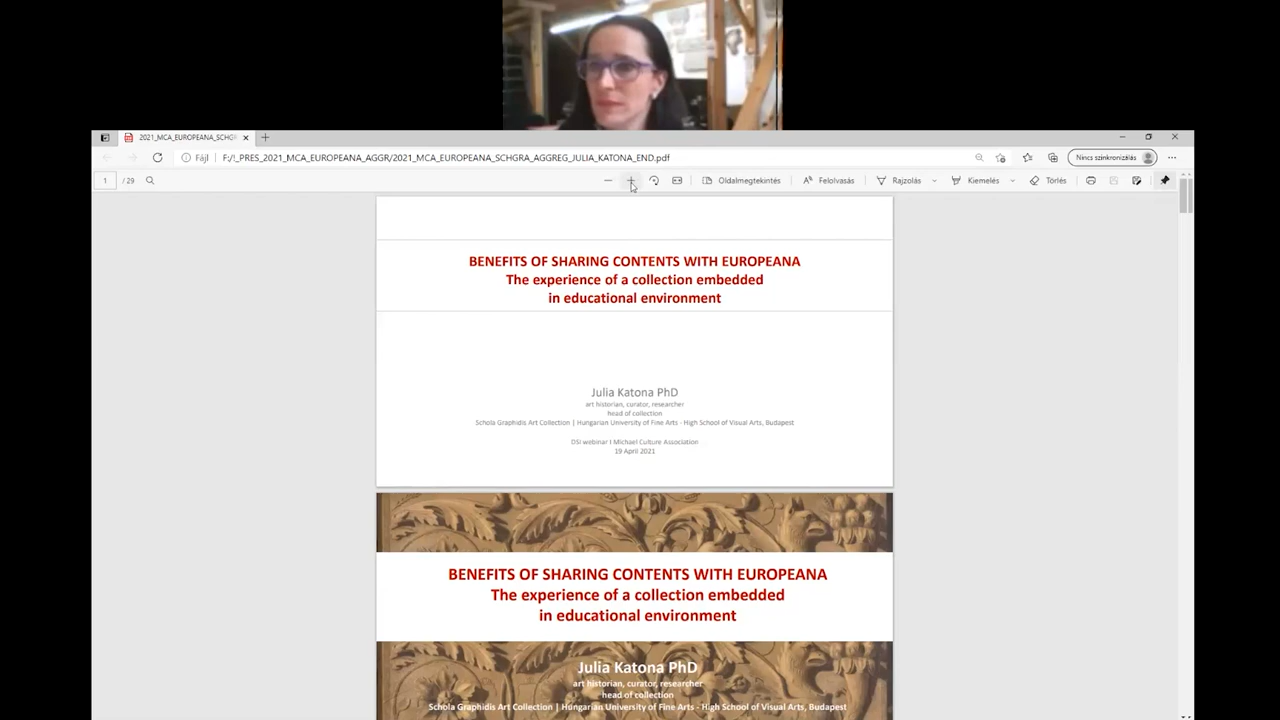 2021_MCA_EUROPEANA_SCHGR
Fájl F:/!_PRES_2021_MCA_EUROPEANA_AGGR/2021_MCA_EUROPEANA_SCHGRA_AGGREG_JULIA_KATONA_END.pdf Nincs szinkronizálás
1 / 29 Oldalmegtekintés Felolvasás Rajzolás Kiemelés Törlés
BENEFITS OF SHARING CONTENTS WITH EUROPEANA
The experience of a collection embedded
in educational environment
Julia Katona PhD
art historian, curator, researcher
head of collection
Schola Graphidis Art Collection | Hungarian University of Fine Arts - High School of Visual Arts, Budapest
DSI webinar I Michael Culture Association
19 April 2021
BENEFITS OF SHARING CONTENTS WITH EUROPEANA
The experience of a collection embedded
in educational environment
Julia Katona PhD
art historian, curator, researcher
head of collection
Schola Graphidis Art Collection | Hungarian University of Fine Arts - High School of Visual Arts, Budapest